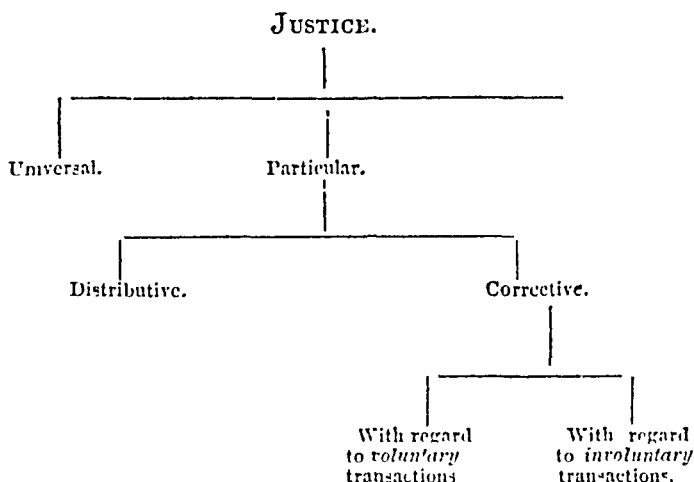 JUSTICE.
Universal.
Particular.
Distributive.
Corrective.
With regard
to voluntary
transactions
With regard
to involuntary
transactions.